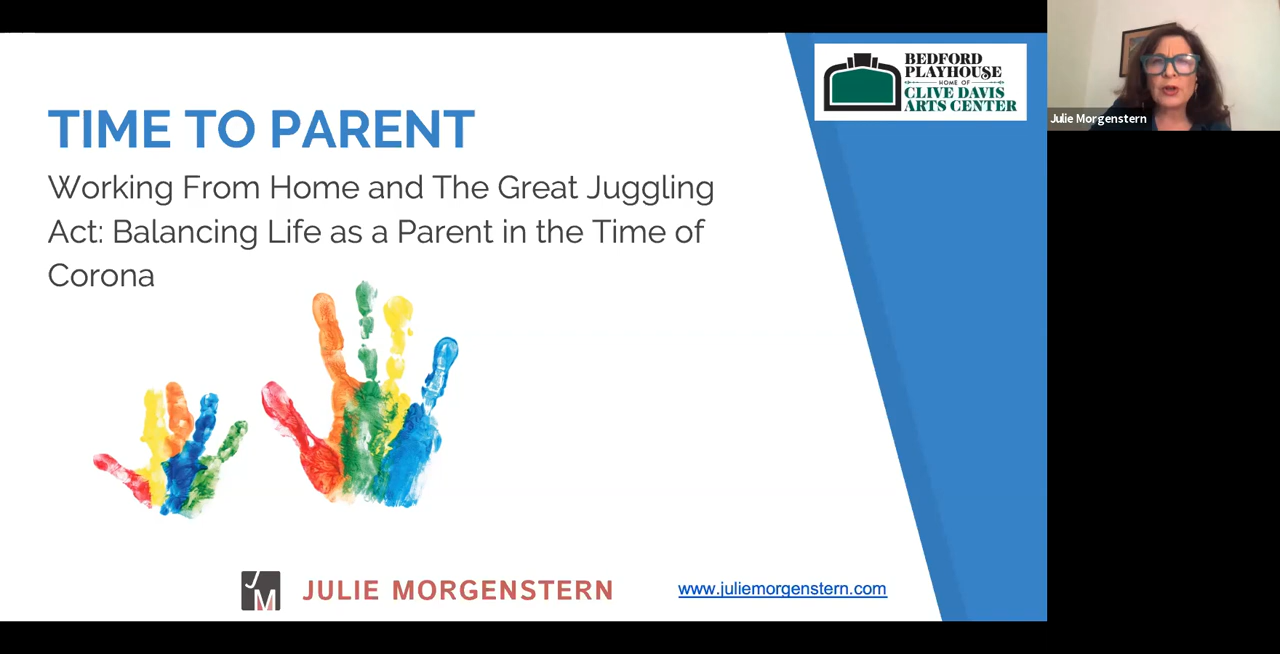 TIME TO PARENT
Working From Home and The Great Juggling
Act: Balancing Life as a Parent in the Time of
Corona
BEDFORD
PLAYHOUSE
HOME OF
CLIVE DAVIS
ARTS CENTER
Julie Morgenstern
JM
JULIE MORGENSTERN
www.juliemorgenstern.com